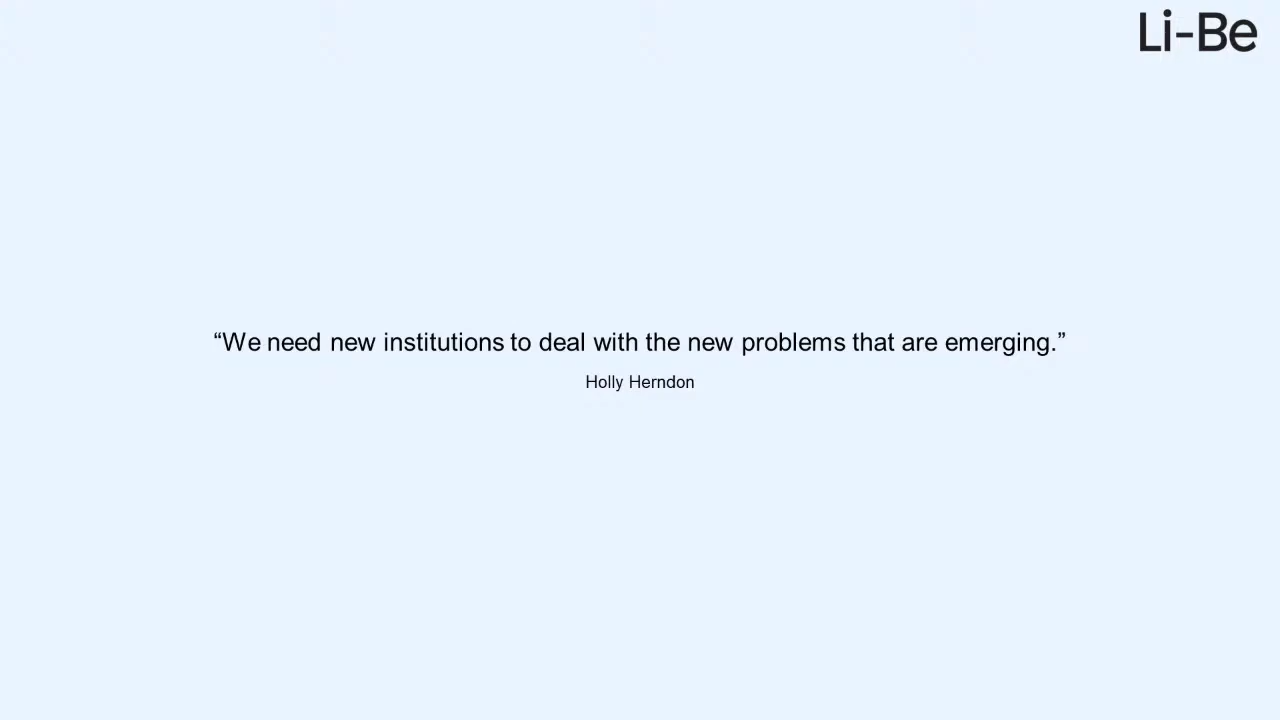 Li-Be
“We need new institutions to deal with the new problems that are emerging.”
Holly Herndon